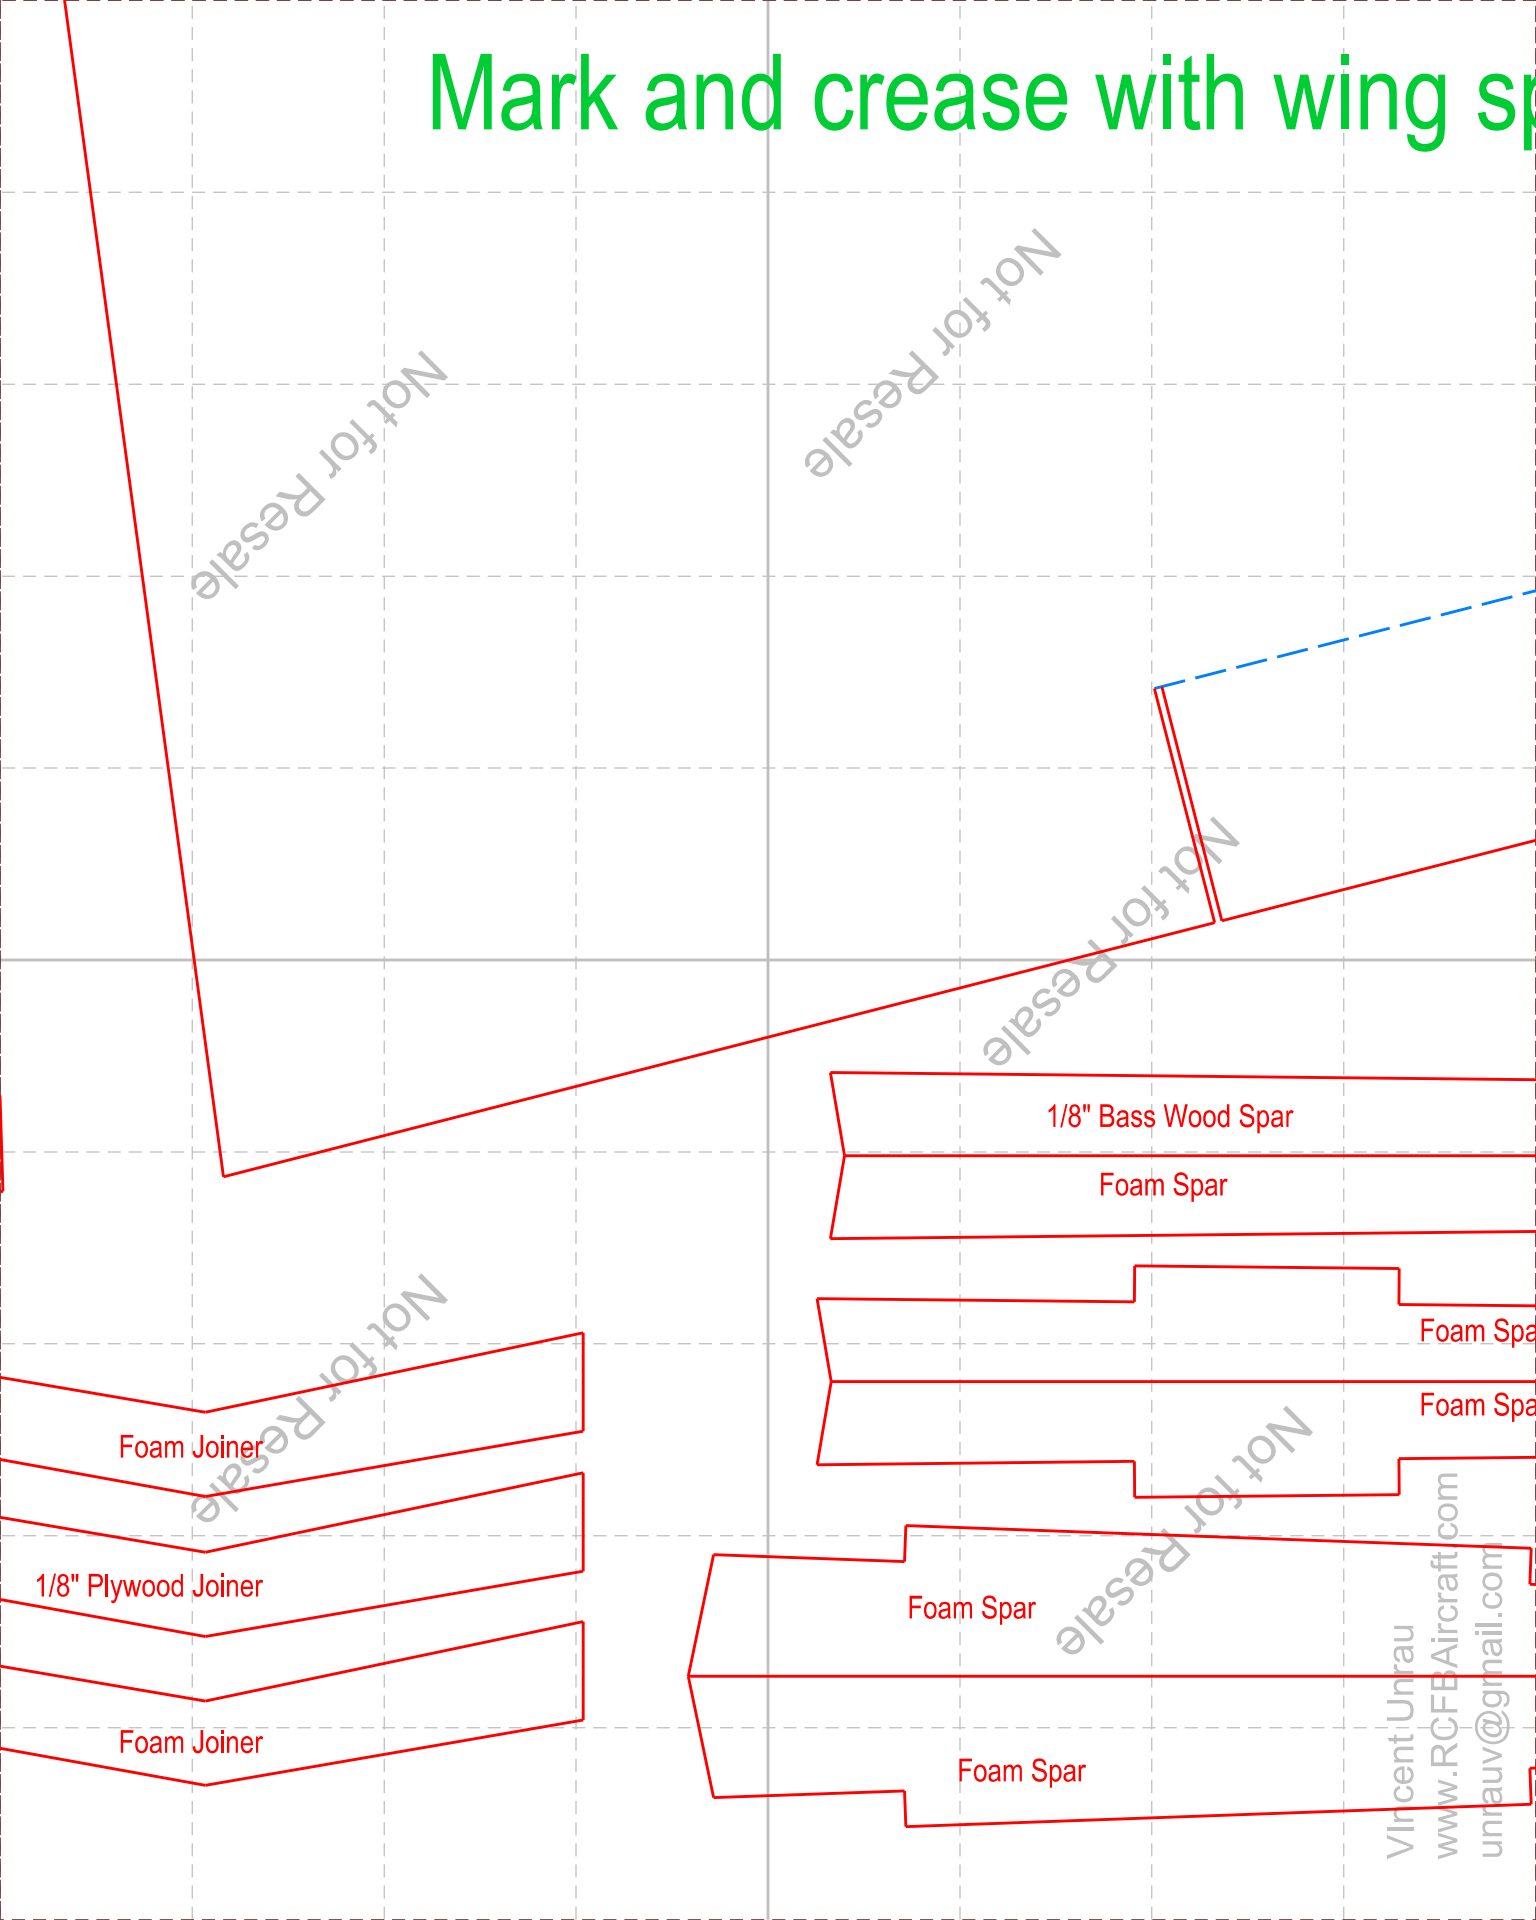 Mark and crease with wing sp
Not for Resale
Not for Resale
Not for Resale
1/8" Bass Wood Spar
Foam Spar
Not for Resale
Foam Spa
Foam Spa
Foam Joiner
Not for Resale
1/8" Plywood Joiner
Foam Spar
Foam Joiner
Foam Spar
VIncent Unrau
www.RCFBAircraft.com
unrauv@gmail.com